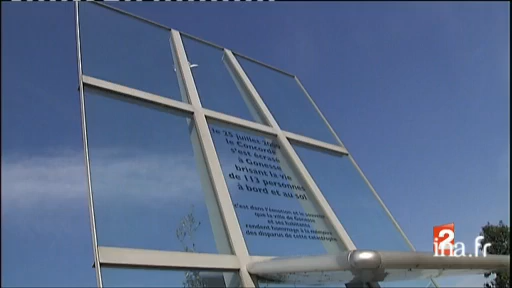 le 25 juillet 2000
le Concorde
s'est écrasé
à Gonesse
brisant la vie
de 113 personnes
à bord et au sol
c'est dans l'émotion et le souvenir
que la ville de Gonesse
et ses habitants
rendent hommage à la mémoire
des disparus de cette catastrophe
2
ina.fr